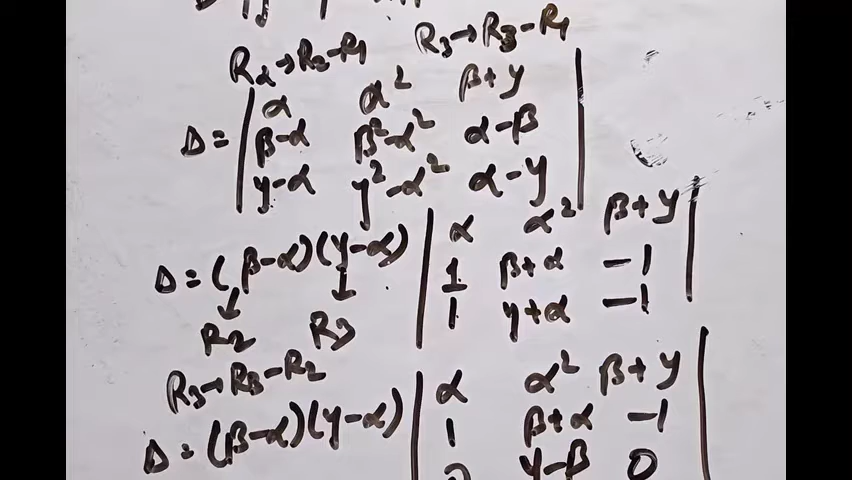 R₂→R₂-R₁ R₃→R₃-R₁
α α² β+γ
Δ= β-α β²-α² α-β
γ-α γ²-α² α-γ
α α² β+γ
Δ=(β-α)(γ-α) 1 β+α -1
1 γ+α -1
R₂ R₃
R₃→R₃-R₂
α α² β+γ
Δ=(β-α)(γ-α) 1 β+α -1
0 γ-β 0